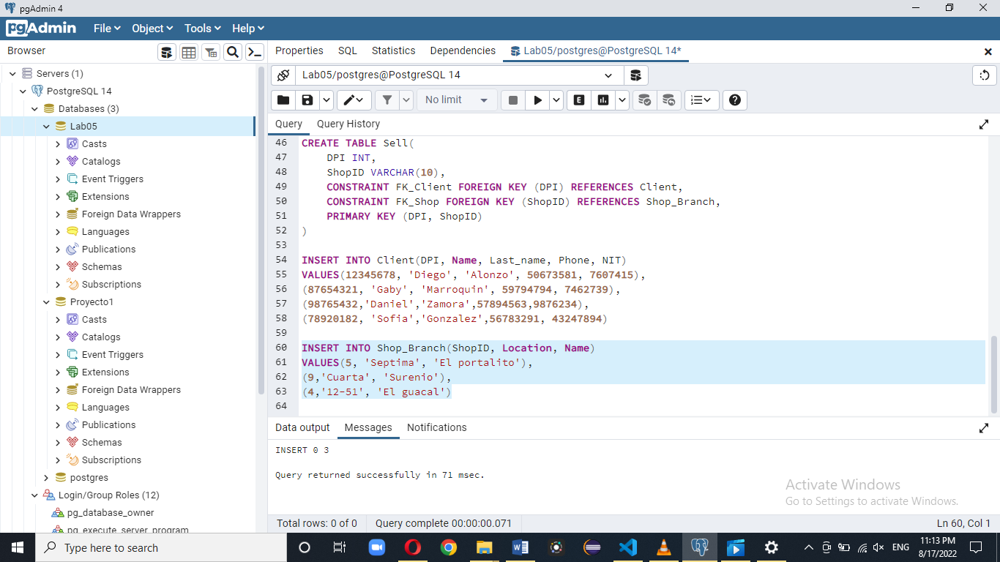 pgAdmin 4
pgAdmin File Object Tools Help
Browser
Properties SQL Statistics Dependencies Lab05/postgres@PostgreSQL 14*
Servers (1)
PostgreSQL 14
Databases (3)
Lab05
Casts
Catalogs
Event Triggers
Extensions
Foreign Data Wrappers
Languages
Publications
Schemas
Subscriptions
Proyecto1
Casts
Catalogs
Event Triggers
Extensions
Foreign Data Wrappers
Languages
Publications
Schemas
Subscriptions
postgres
Login/Group Roles (12)
pg_database_owner
pg_execute_server_program
Lab05/postgres@PostgreSQL 14
No limit
E
Query Query History
46 CREATE TABLE Sell(
47 DPI INT,
48 ShopID VARCHAR(10),
49 CONSTRAINT FK_Client FOREIGN KEY (DPI) REFERENCES Client,
50 CONSTRAINT FK_Shop FOREIGN KEY (ShopID) REFERENCES Shop_Branch,
51 PRIMARY KEY (DPI, ShopID)
52 )
53
54 INSERT INTO Client(DPI, Name, Last_name, Phone, NIT)
55 VALUES(12345678, 'Diego', 'Alonzo', 50673581, 7607415),
56 (87654321, 'Gaby', 'Marroquin', 59794794, 7462739),
57 (98765432,'Daniel','Zamora',57894563,9876234),
58 (78920182, 'Sofia','Gonzalez',56783291, 43247894)
59
60 INSERT INTO Shop_Branch(ShopID, Location, Name)
61 VALUES(5, 'Septima', 'El portalito'),
62 (9,'Cuarta', 'Surenio'),
63 (4,'12-51', 'El guacal')
64
Data output Messages Notifications
INSERT 0 3
Query returned successfully in 71 msec.
Activate Windows
Go to Settings to activate Windows.
Total rows: 0 of 0 Query complete 00:00:00.071 Ln 60, Col 1
Type here to search
ENG
11:13 PM
8/17/2022